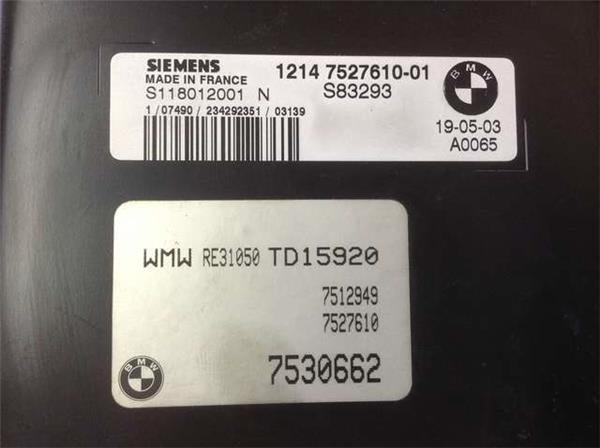 SIEMENS 1214 7527610-01
MADE IN FRANCE
S118012001 N S83293
1/07490/234292351/03139
BMW
19-05-03
A0065
WMW RE31050 TD15920
7512949
7527610
7530662
BMW